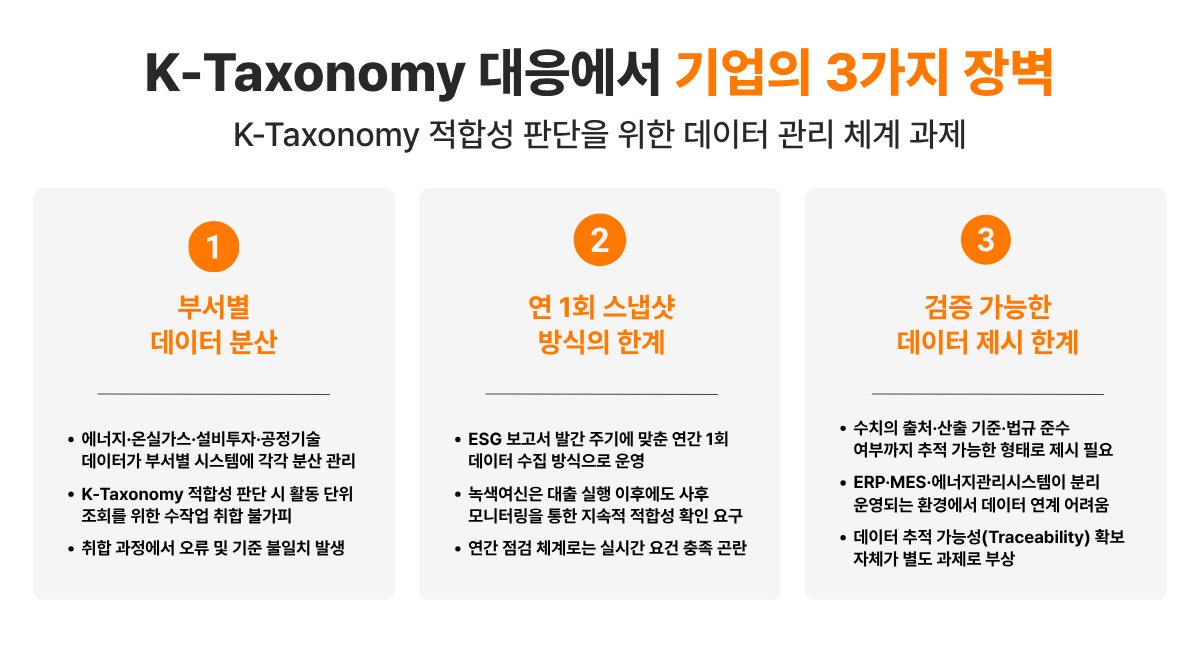 K-Taxonomy 대응에서 기업의 3가지 장벽
K-Taxonomy 적합성 판단을 위한 데이터 관리 체계 과제
1
부서별
데이터 분산
• 에너지·온실가스·설비투자·공정기술
데이터가 부서별 시스템에 각각 분산 관리
• K-Taxonomy 적합성 판단 시 활동 단위
조회를 위한 수작업 취합 불가피
• 취합 과정에서 오류 및 기준 불일치 발생
2
연 1회 스냅샷
방식의 한계
• ESG 보고서 발간 주기에 맞춘 연간 1회
데이터 수집 방식으로 운영
• 녹색여신은 대출 실행 이후에도 사후
모니터링을 통한 지속적 적합성 확인 요구
• 연간 점검 체계로는 실시간 요건 충족 곤란
3
검증 가능한
데이터 제시 한계
• 수치의 출처·산출 기준·법규 준수
여부까지 추적 가능한 형태로 제시 필요
• ERP·MES·에너지관리시스템이 분리
운영되는 환경에서 데이터 연계 어려움
• 데이터 추적 가능성(Traceability) 확보
자체가 별도 과제로 부상